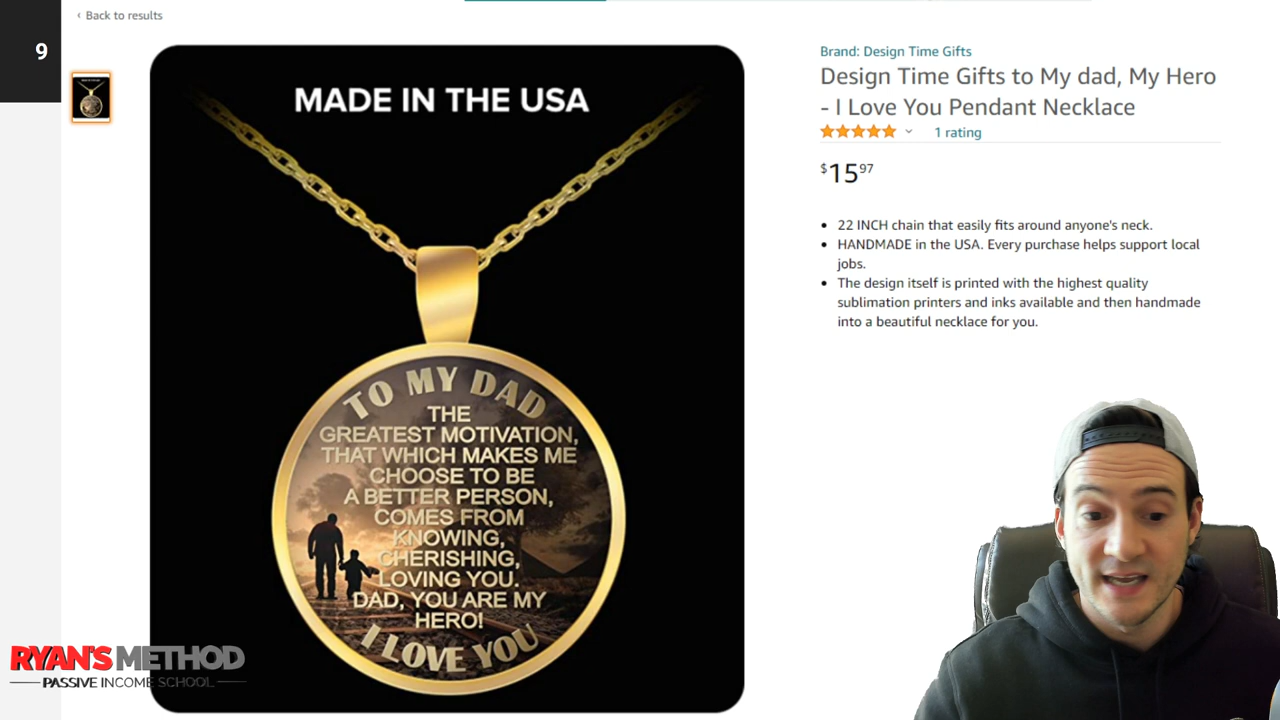 ‹ Back to results
9
MADE IN THE USA
TO MY DAD
THE
GREATEST MOTIVATION,
THAT WHICH MAKES ME
CHOOSE TO BE
A BETTER PERSON,
COMES FROM
KNOWING,
CHERISHING,
LOVING YOU.
DAD, YOU ARE MY
HERO!
I LOVE YOU
Brand: Design Time Gifts
Design Time Gifts to My dad, My Hero
- I Love You Pendant Necklace
1 rating
$15 97
• 22 INCH chain that easily fits around anyone's neck.
• HANDMADE in the USA. Every purchase helps support local
jobs.
• The design itself is printed with the highest quality
sublimation printers and inks available and then handmade
into a beautiful necklace for you.
RYAN'S METHOD
PASSIVE INCOME SCHOOL